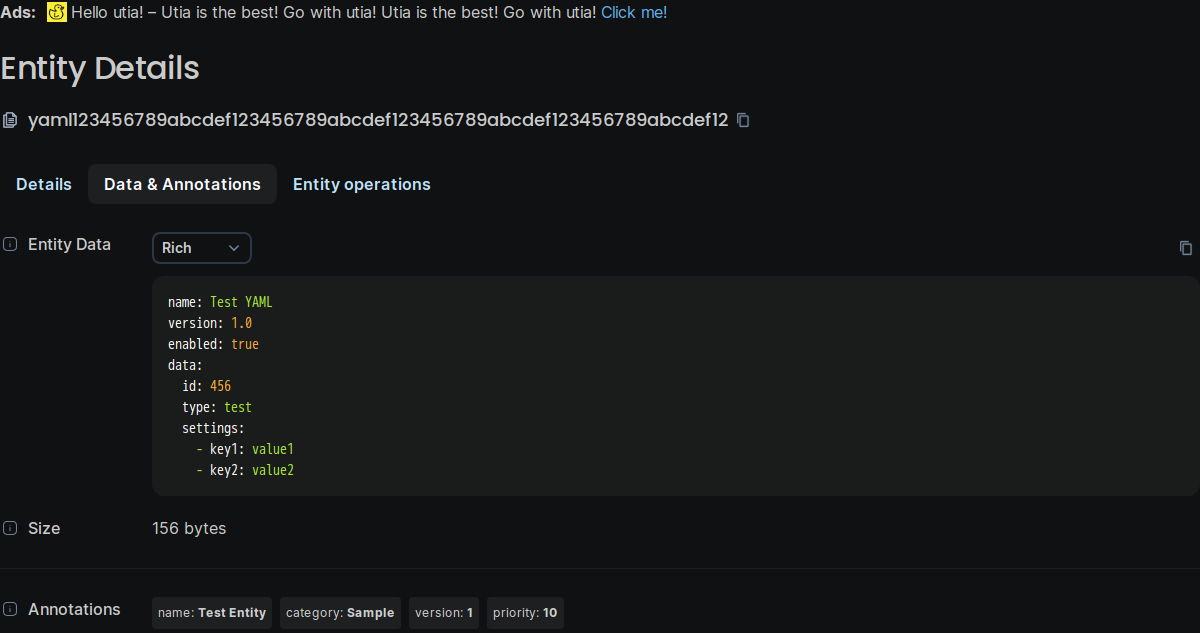 Ads: Hello utia! – Utia is the best! Go with utia! Utia is the best! Go with utia! Click me!
Entity Details
yaml123456789abcdef123456789abcdef123456789abcdef123456789abcdef12
Details Data & Annotations Entity operations
Entity Data Rich
name: Test YAML
version: 1.0
enabled: true
data:
  id: 456
  type: test
  settings:
    - key1: value1
    - key2: value2
Size 156 bytes
Annotations name: Test Entity category: Sample version: 1 priority: 10